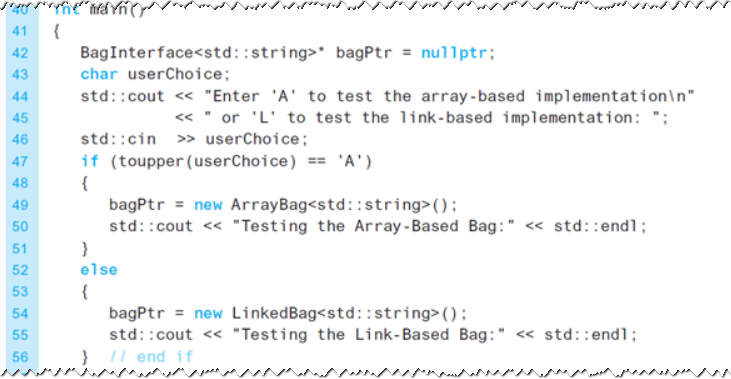 40 int main()
41 {
42 BagInterface<std::string>* bagPtr = nullptr;
43 char userChoice;
44 std::cout << "Enter 'A' to test the array-based implementation\n"
45 << " or 'L' to test the link-based implementation: ";
46 std::cin >> userChoice;
47 if (toupper(userChoice) == 'A')
48 {
49 bagPtr = new ArrayBag<std::string>();
50 std::cout << "Testing the Array-Based Bag:" << std::endl;
51 }
52 else
53 {
54 bagPtr = new LinkedBag<std::string>();
55 std::cout << "Testing the Link-Based Bag:" << std::endl;
56 } // end if